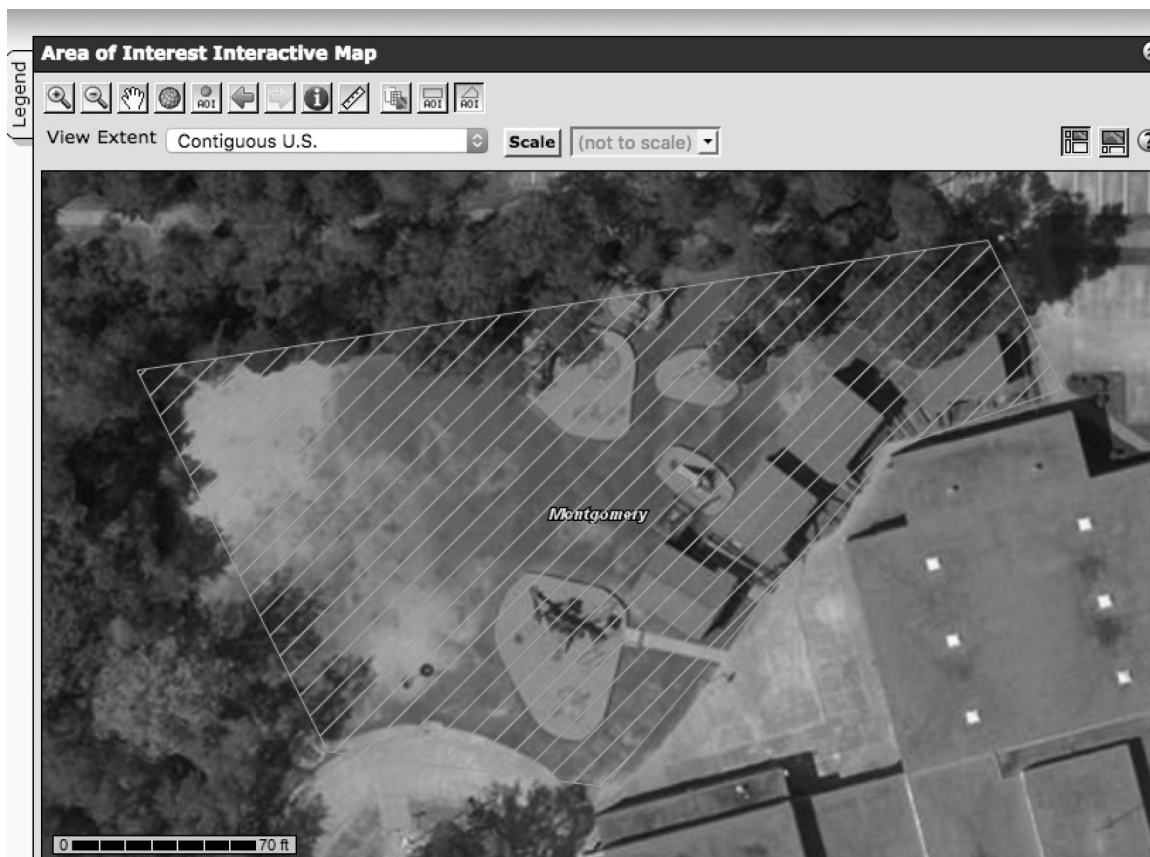 Legend
Area of Interest Interactive Map
AOI
AOI
AOI
View Extent Contiguous U.S. Scale (not to scale)
Montgomery
0 70 ft